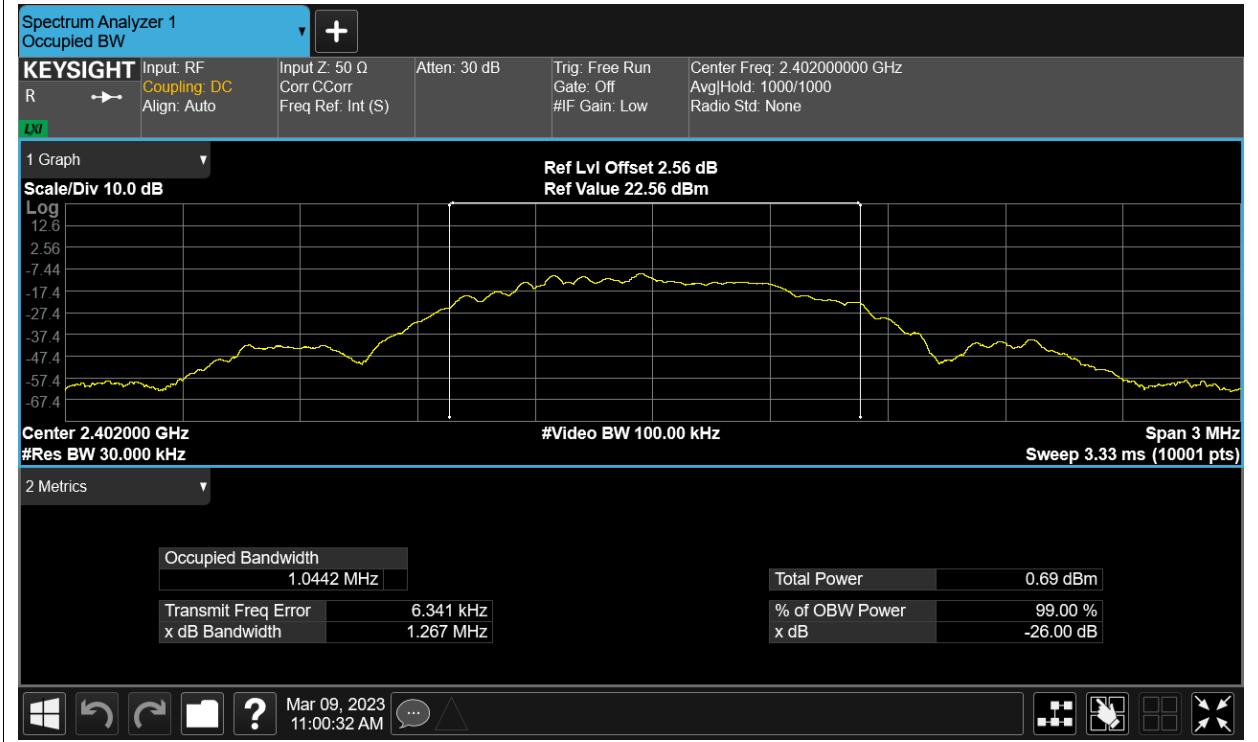 Spectrum Analyzer 1
Occupied BW
KEYSIGHT Input: RF Input Z: 50 Ω Atten: 30 dB Trig: Free Run Center Freq: 2.402000000 GHz
R Coupling: DC Corr CCorr Gate: Off Avg|Hold: 1000/1000
Align: Auto Freq Ref: Int (S) #IF Gain: Low Radio Std: None
LXI
1 Graph
Ref Lvl Offset 2.56 dB
Scale/Div 10.0 dB Ref Value 22.56 dBm
Log
12.6
2.56
-7.44
-17.4
-27.4
-37.4
-47.4
-57.4
-67.4
Center 2.402000 GHz #Video BW 100.00 kHz Span 3 MHz
#Res BW 30.000 kHz Sweep 3.33 ms (10001 pts)
2 Metrics
Occupied Bandwidth
1.0442 MHz Total Power 0.69 dBm
Transmit Freq Error 6.341 kHz % of OBW Power 99.00 %
x dB Bandwidth 1.267 MHz x dB -26.00 dB
? Mar 09, 2023
11:00:32 AM